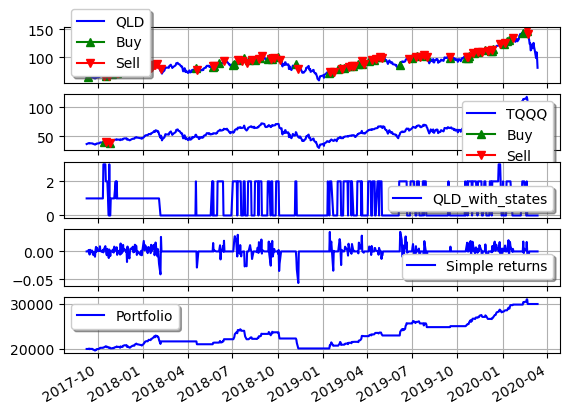 150
100
QLD
Buy
Sell
100
50
TQQQ
Buy
Sell
2
0
QLD_with_states
0.00
−0.05
Simple returns
30000
20000
Portfolio
2017-10
2018-01
2018-04
2018-07
2018-10
2019-01
2019-04
2019-07
2019-10
2020-01
2020-04